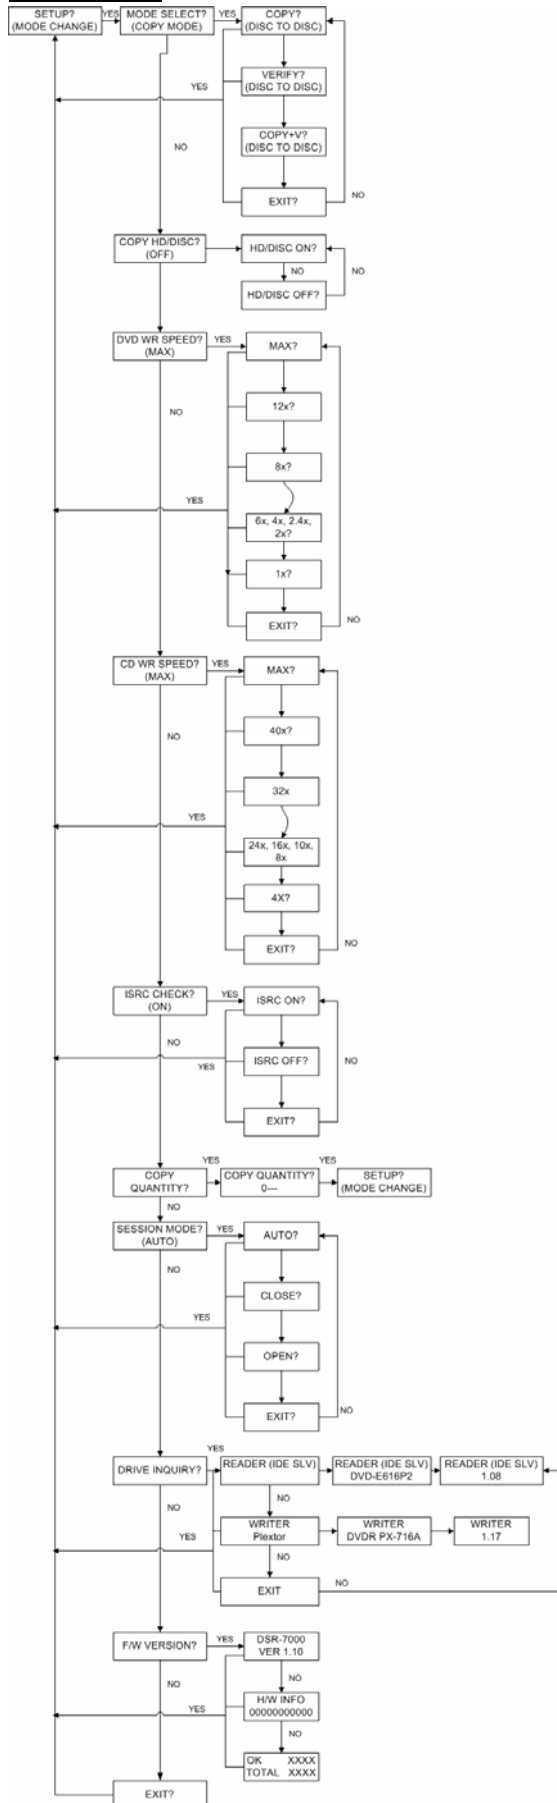 SETUP?
(MODE CHANGE)
YES
MODE SELECT?
(COPY MODE)
YES
COPY?
(DISC TO DISC)
YES
VERIFY?
(DISC TO DISC)
COPY+V?
(DISC TO DISC)
NO
EXIT?
NO
COPY HD/DISC?
(OFF)
HD/DISC ON?
NO
NO
HD/DISC OFF?
DVD WR SPEED?
(MAX)
YES
MAX?
NO
12x?
8x?
YES
6x, 4x, 2.4x,
2x?
1x?
EXIT?
NO
CD WR SPEED?
(MAX)
YES
MAX?
NO
40x?
32x
YES
24x, 16x, 10x,
8x
4X?
EXIT?
NO
ISRC CHECK?
(ON)
YES
ISRC ON?
NO
YES
ISRC OFF?
NO
EXIT?
COPY
QUANTITY?
YES
COPY QUANTITY?
0---
YES
SETUP?
(MODE CHANGE)
NO
SESSION MODE?
(AUTO)
YES
AUTO?
NO
CLOSE?
YES
OPEN?
EXIT?
NO
DRIVE INQUIRY?
YES
READER (IDE SLV)
READER (IDE SLV)
DVD-E616P2
READER (IDE SLV)
1.08
NO
NO
YES
WRITER
Plextor
WRITER
DVDR PX-716A
WRITER
1.17
NO
EXIT
NO
F/W VERSION?
YES
DSR-7000
VER 1.10
NO
NO
YES
H/W INFO
00000000000
NO
OK XXXX
TOTAL XXXX
EXIT?